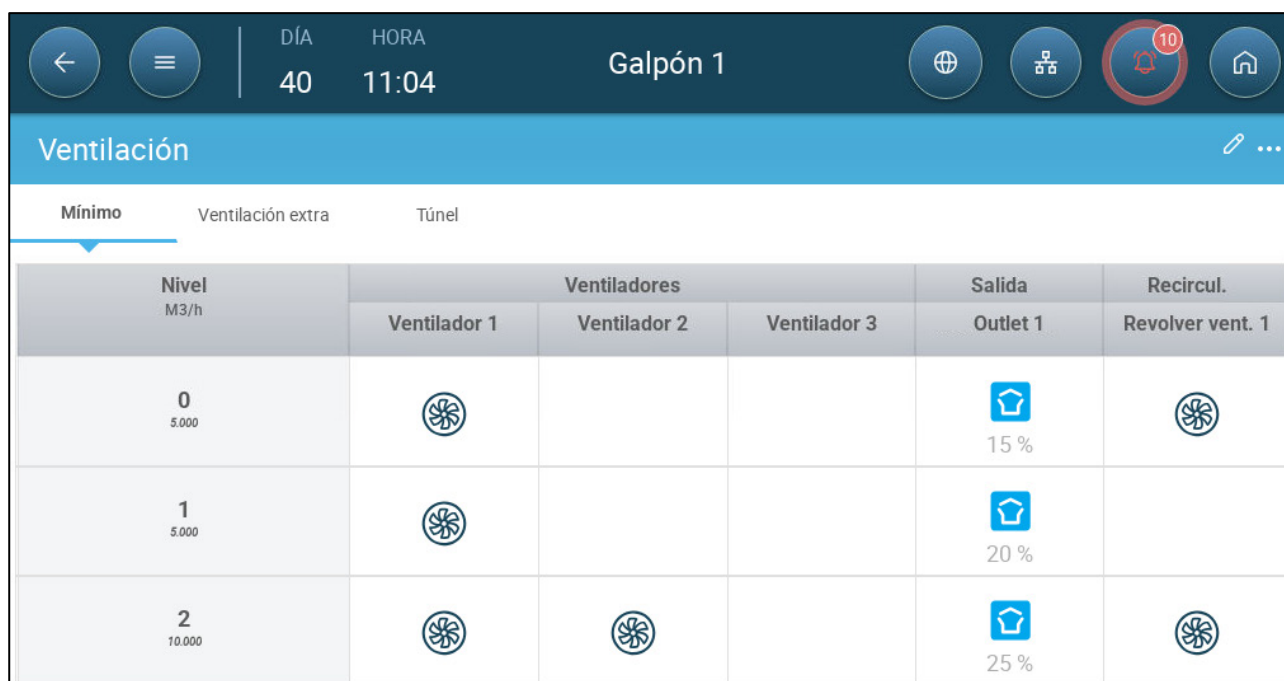 DÍA HORA
40 11:04
Galpón 1
10
Ventilación
Mínimo Ventilación extra Túnel
Nivel Ventiladores Salida Recircul.
M3/h
Ventilador 1 Ventilador 2 Ventilador 3 Outlet 1 Revolver vent. 1
0
5.000
15 %
1
5.000
20 %
2
10.000
25 %